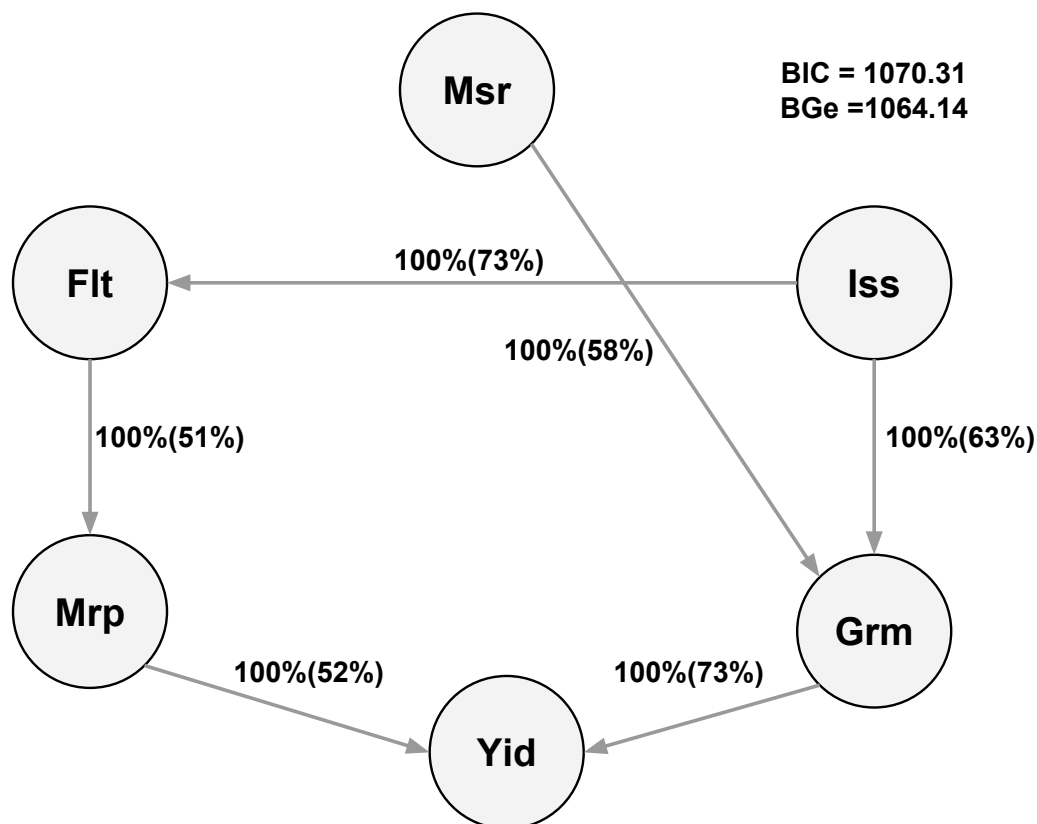 Msr
BIC = 1070.31
BGe =1064.14
Flt
100%(73%)
Iss
100%(58%)
100%(51%)
100%(63%)
Mrp
Grm
100%(52%)
100%(73%)
Yid